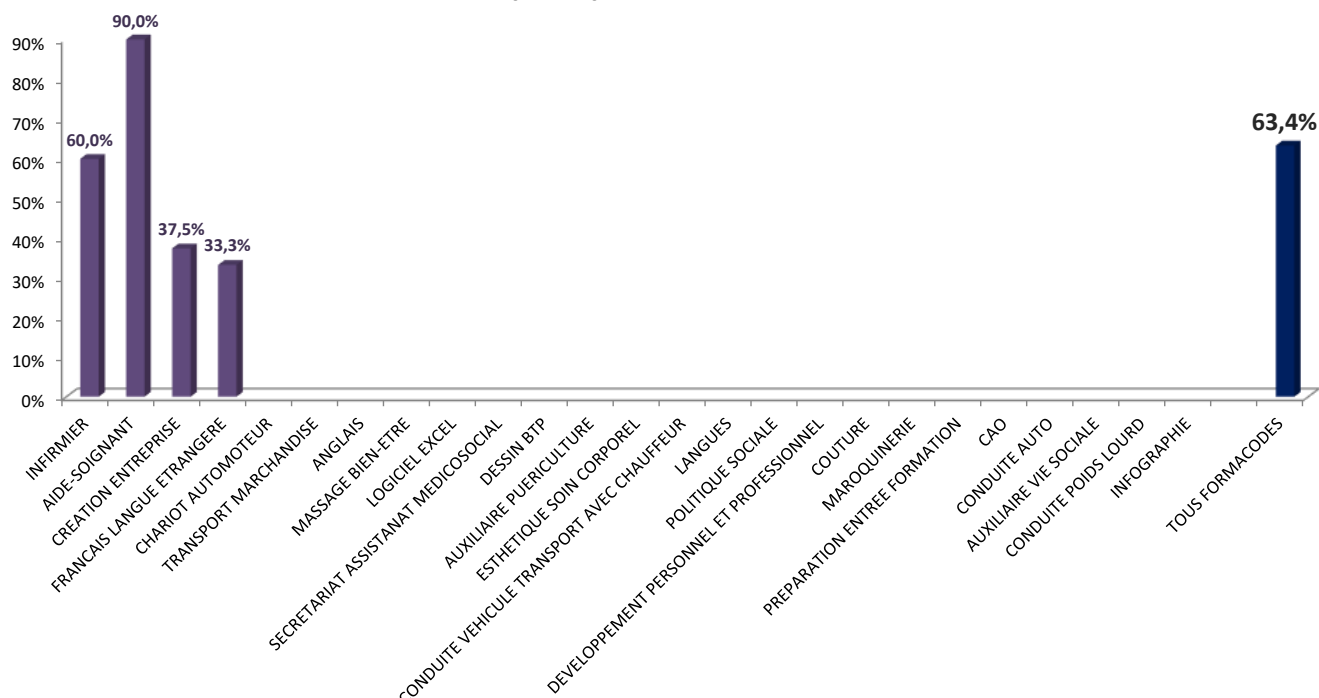 90,0%
90%
80%
70%
63,4%
60,0%
60%
50%
40%
37,5%
33,3%
30%
20%
10%
0%
INFIRMIER
AIDE-SOIGNANT
CREATION ENTREPRISE
FRANCAIS LANGUE ETRANGERE
CHARIOT AUTOMOTEUR
TRANSPORT MARCHANDISE
ANGLAIS
MASSAGE BIEN-ETRE
LOGICIEL EXCEL
SECRETARIAT ASSISTANAT MEDICOSOCIAL
DESSIN BTP
AUXILIAIRE PUERICULTURE
ESTHETIQUE SOIN CORPOREL
CONDUITE VEHICULE TRANSPORT AVEC CHAUFFEUR
LANGUES
POLITIQUE SOCIALE
DEVELOPPEMENT PERSONNEL ET PROFESSIONNEL
COUTURE
MAROQUINERIE
PREPARATION ENTREE FORMATION
CAO
CONDUITE AUTO
AUXILIAIRE VIE SOCIALE
CONDUITE POIDS LOURD
INFOGRAPHIE
TOUS FORMACODES